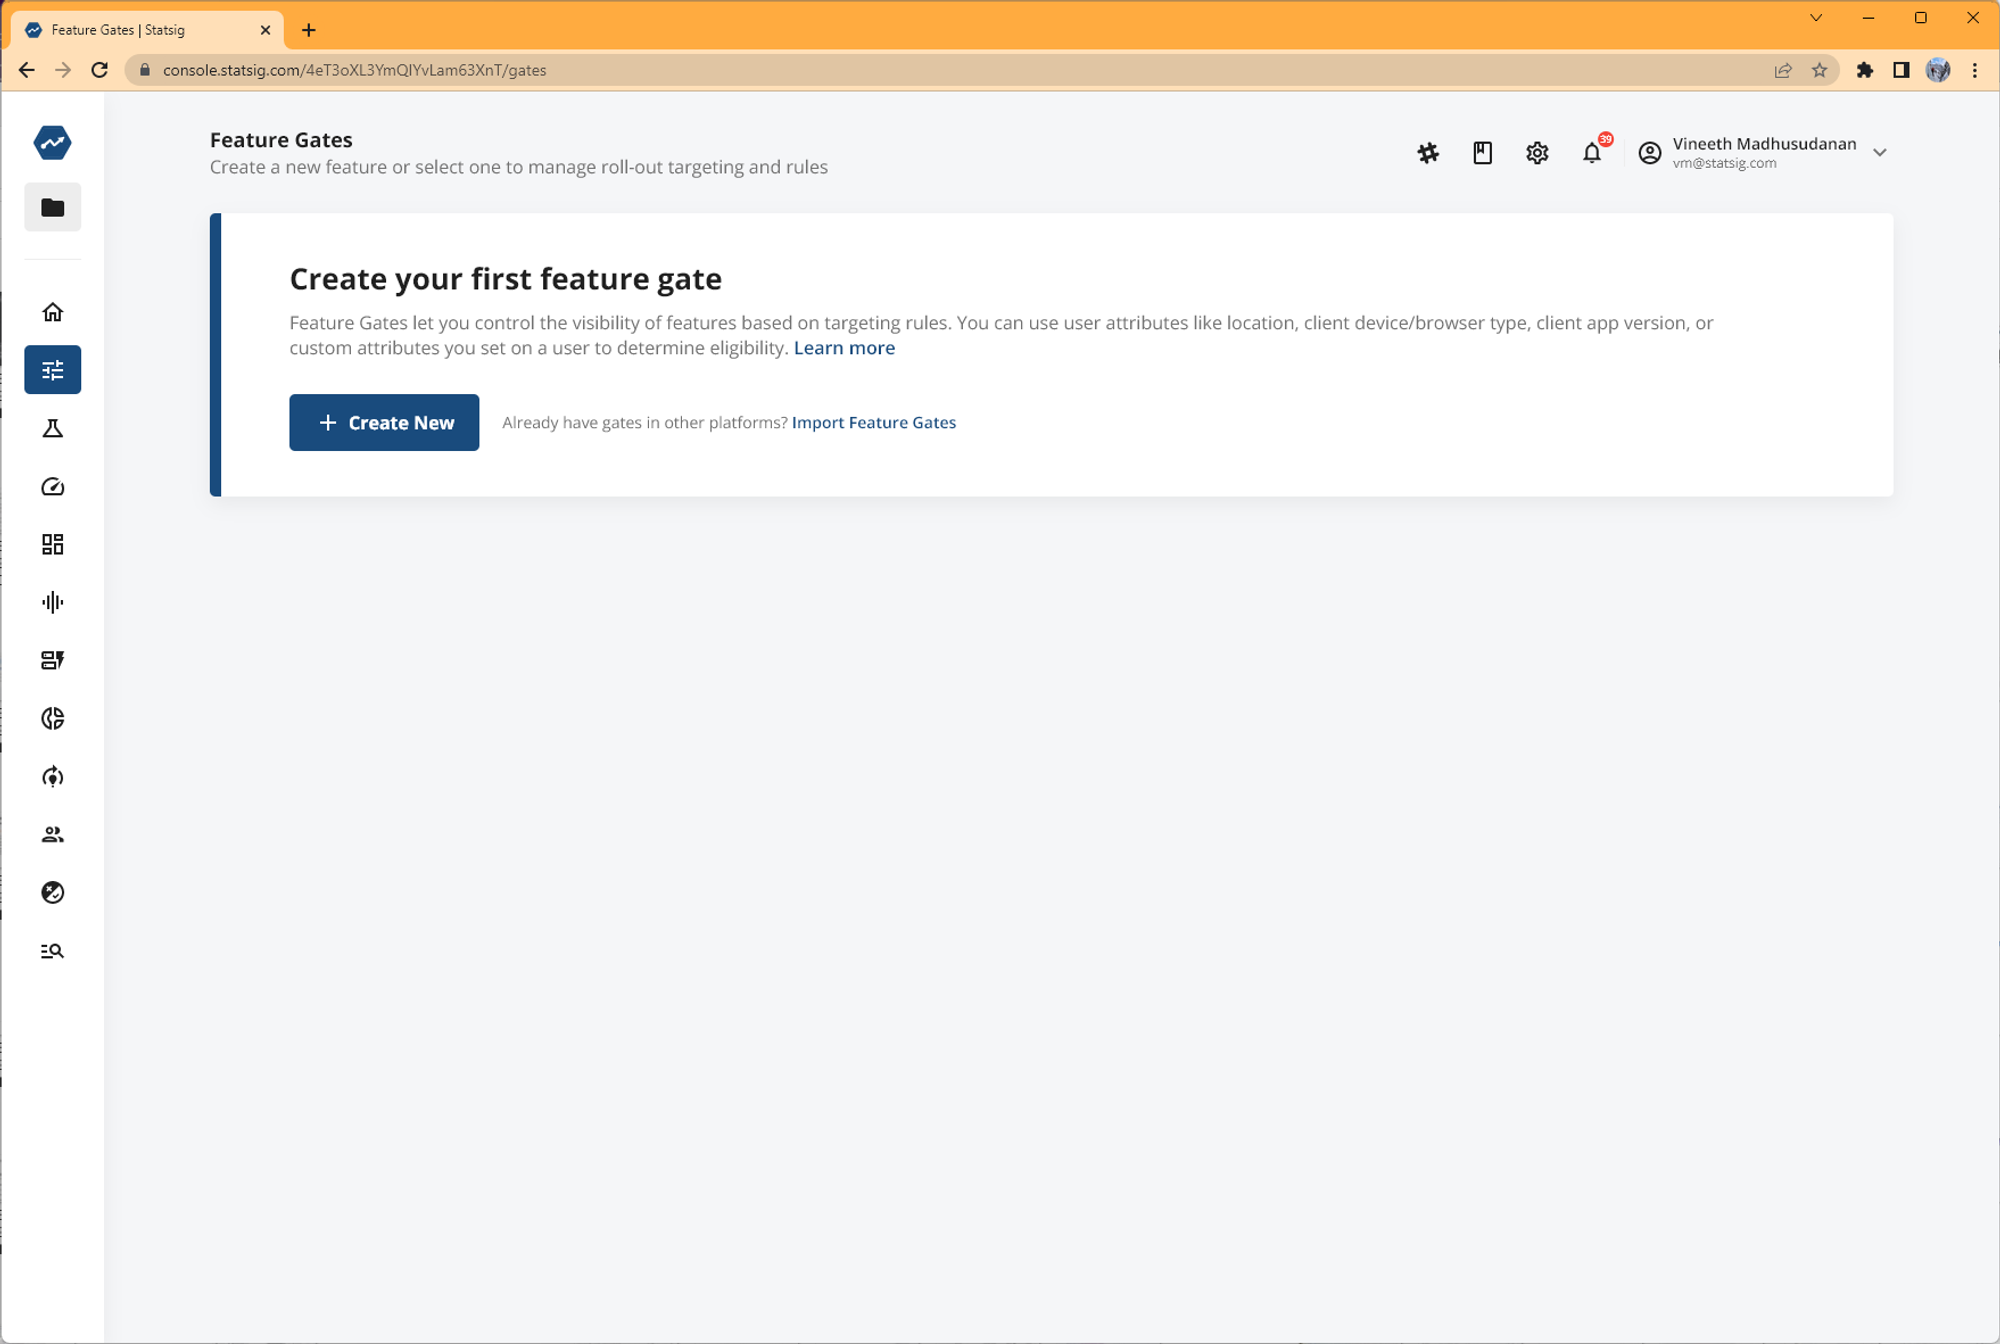 Feature Gates | Statsig
console.statsig.com/4eT3oXL3YmQJYvLam63XnT/gates
Feature Gates
Create a new feature or select one to manage roll-out targeting and rules
39
Vineeth Madhusudanan
vm@statsig.com
Create your first feature gate
Feature Gates let you control the visibility of features based on targeting rules. You can use user attributes like location, client device/browser type, client app version, or
custom attributes you set on a user to determine eligibility. Learn more
+ Create New
Already have gates in other platforms? Import Feature Gates